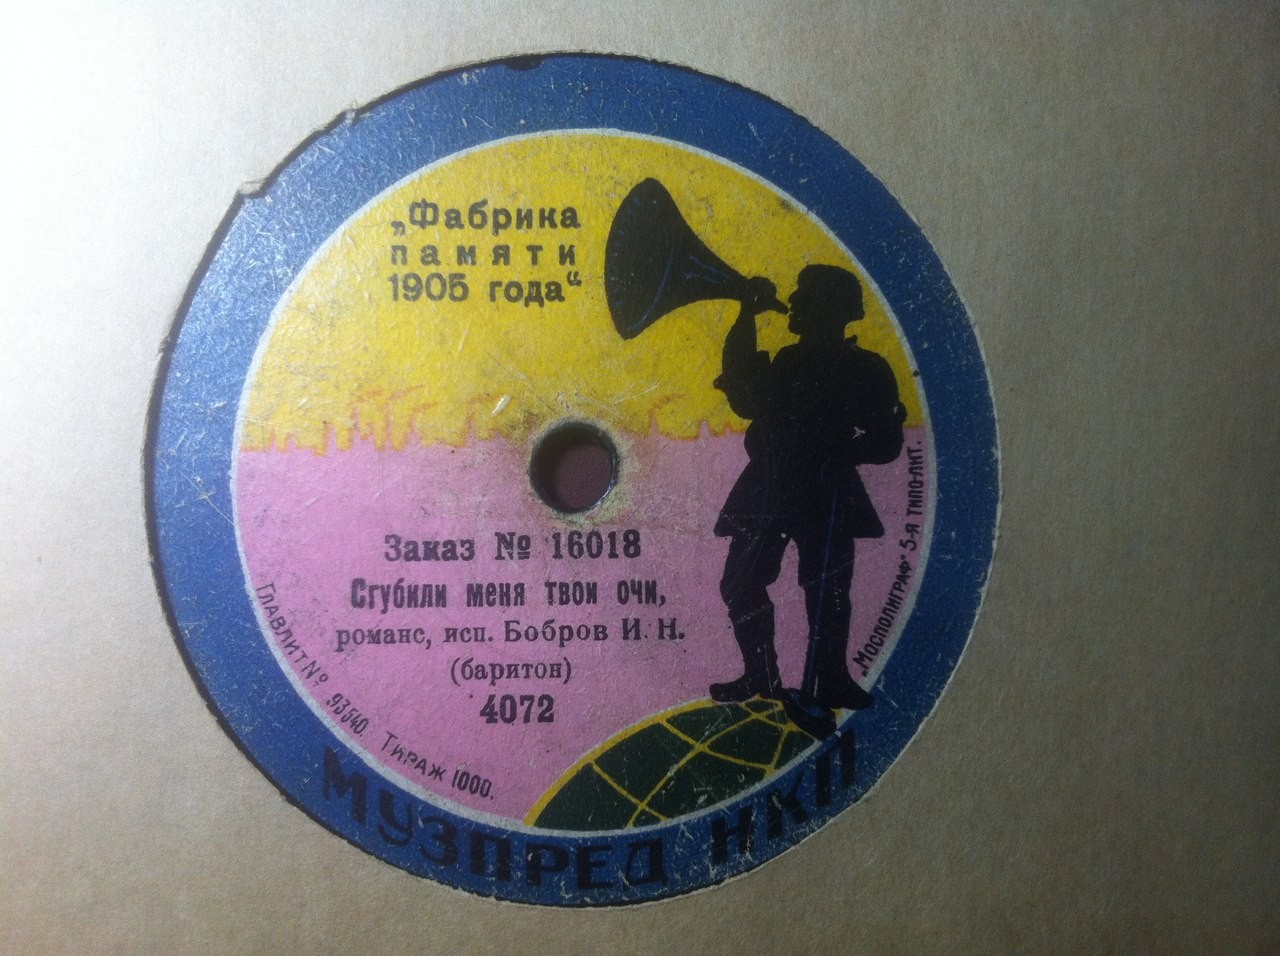 „Фабрика
памяти
1905 года“
Заказ № 16018
Сгубили меня твои очи,
романс, исп. Бобров И. Н.
(баритон)
4072
Главлит № 93540. Тираж 1000.
„Мосполиграф“ 5-я типо-лит.
МУЗПРЕД НКП